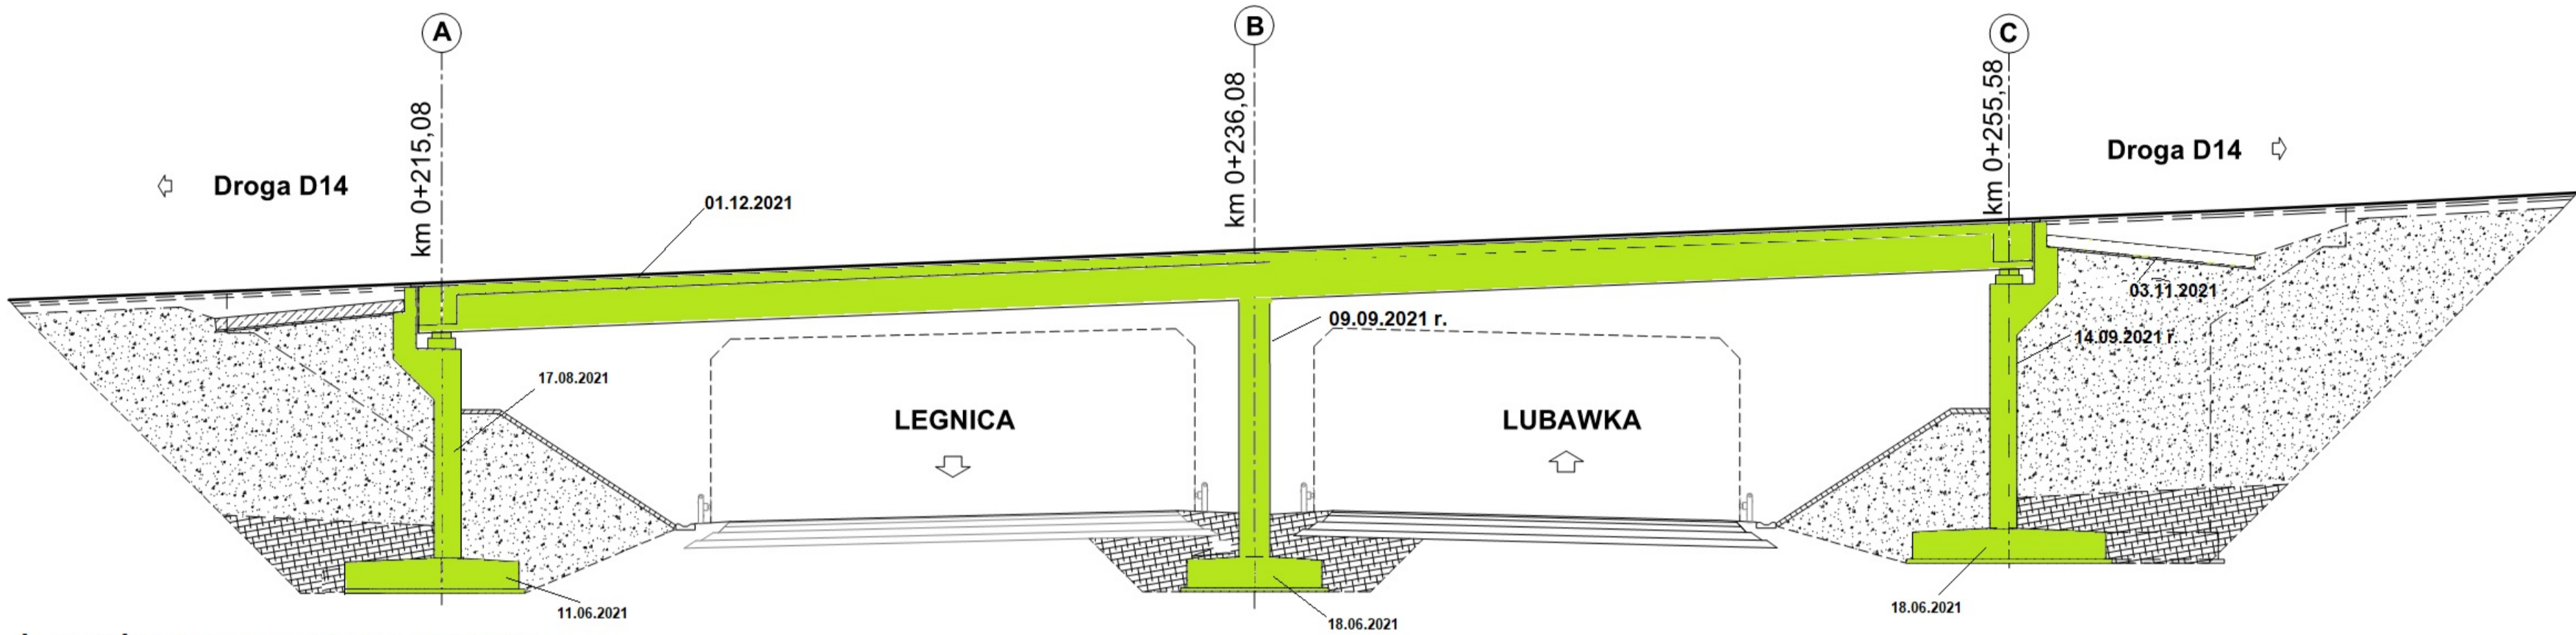 A
B
C
km 0+215,08
km 0+236,08
km 0+255,58
Droga D14
Droga D14
01.12.2021
03.11.2021
09.09.2021 r.
14.09.2021 r.
17.08.2021
LEGNICA
LUBAWKA
11.06.2021
18.06.2021
18.06.2021